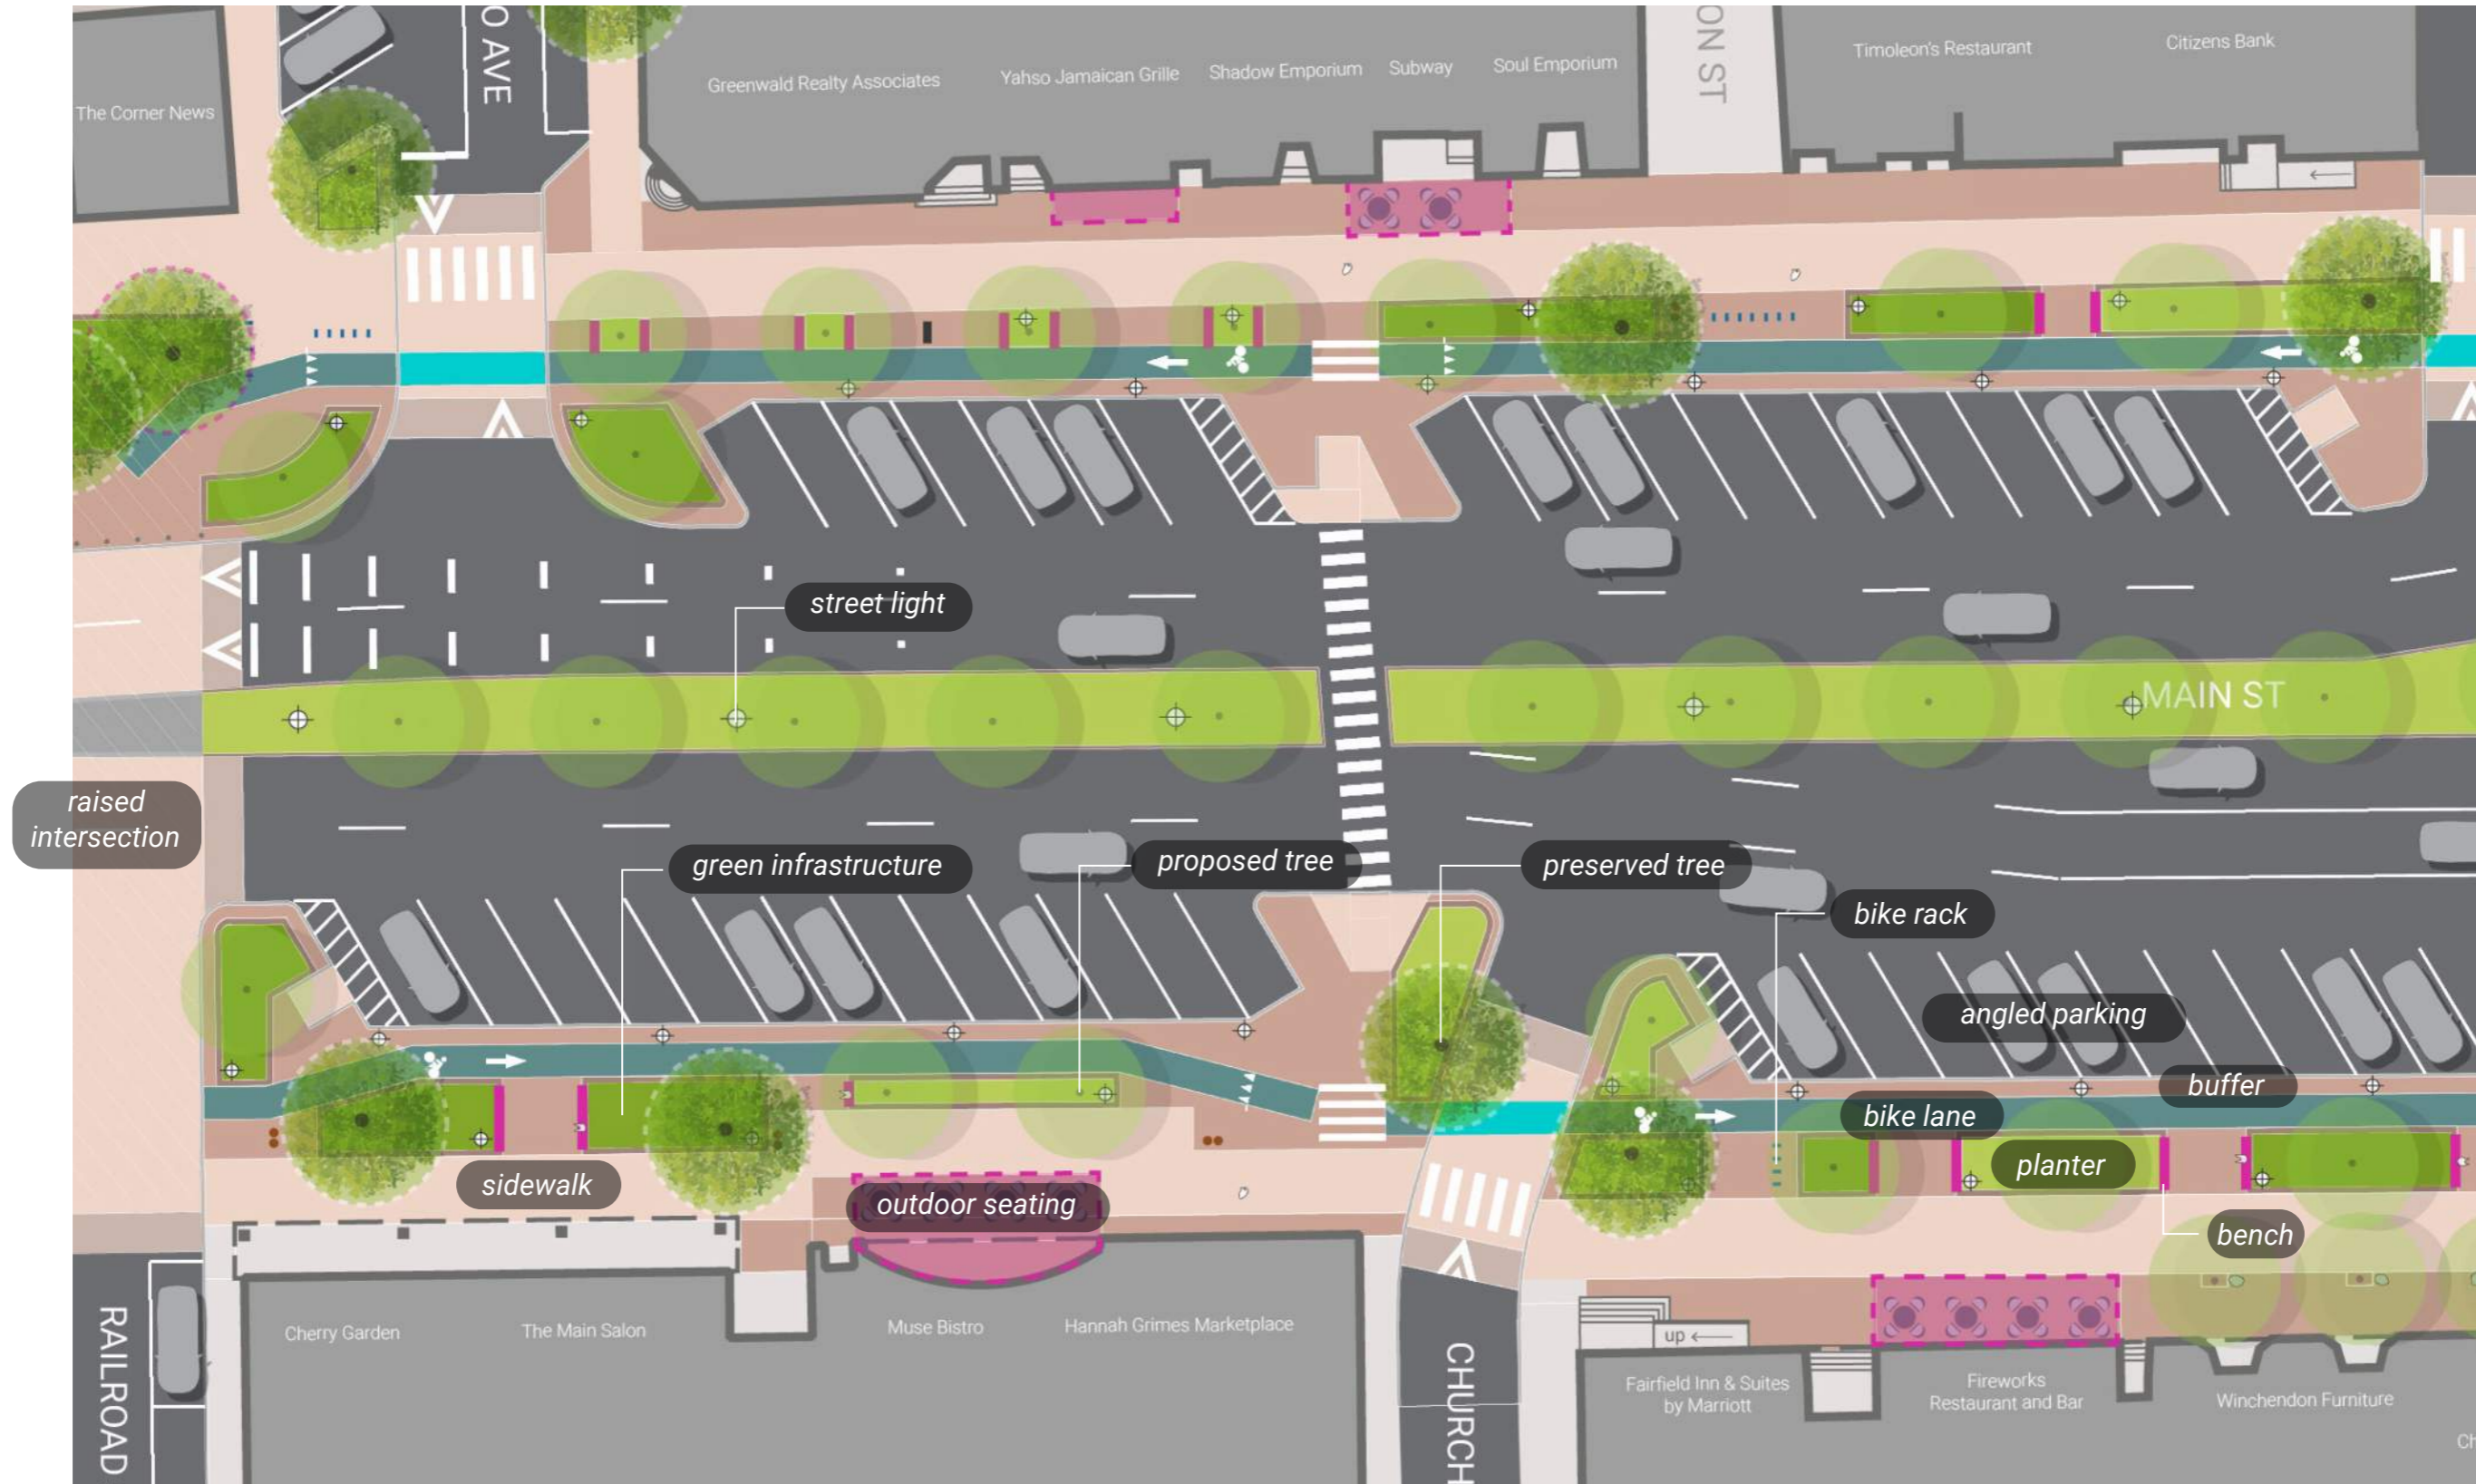 O AVE
ON ST
The Corner News
Greenwald Realty Associates
Yahso Jamaican Grille
Shadow Emporium
Subway
Soul Emporium
Timoleon's Restaurant
Citizens Bank
street light
MAIN ST
raised
intersection
green infrastructure
proposed tree
preserved tree
bike rack
angled parking
buffer
bike lane
planter
sidewalk
outdoor seating
bench
RAILROAD
Cherry Garden
The Main Salon
Muse Bistro
Hannah Grimes Marketplace
CHURCH
up
Fairfield Inn & Suites
by Marriott
Fireworks
Restaurant and Bar
Winchendon Furniture
Ch